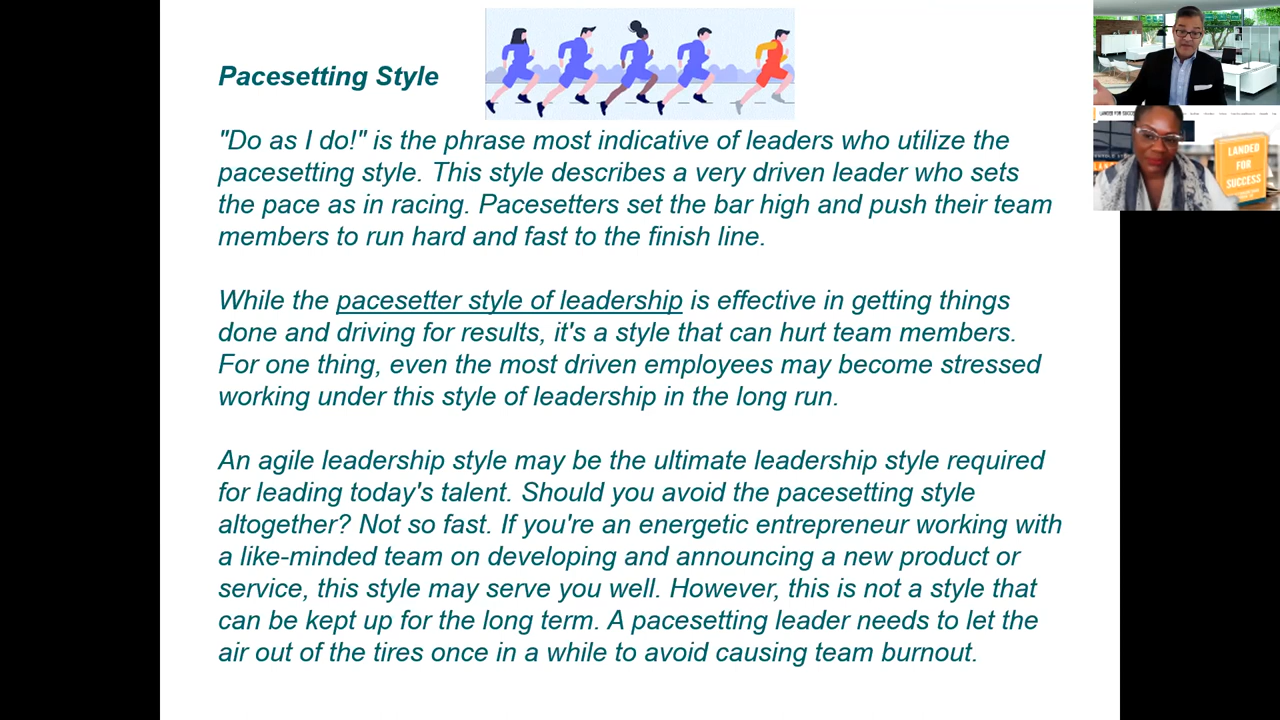 Pacesetting Style
"Do as I do!" is the phrase most indicative of leaders who utilize the
pacesetting style. This style describes a very driven leader who sets
the pace as in racing. Pacesetters set the bar high and push their team
members to run hard and fast to the finish line.
While the pacesetter style of leadership is effective in getting things
done and driving for results, it's a style that can hurt team members.
For one thing, even the most driven employees may become stressed
working under this style of leadership in the long run.
An agile leadership style may be the ultimate leadership style required
for leading today's talent. Should you avoid the pacesetting style
altogether? Not so fast. If you're an energetic entrepreneur working with
a like-minded team on developing and announcing a new product or
service, this style may serve you well. However, this is not a style that
can be kept up for the long term. A pacesetting leader needs to let the
air out of the tires once in a while to avoid causing team burnout.
LANDED FOR SUCCESS
LANDED
FOR
SUCCESS